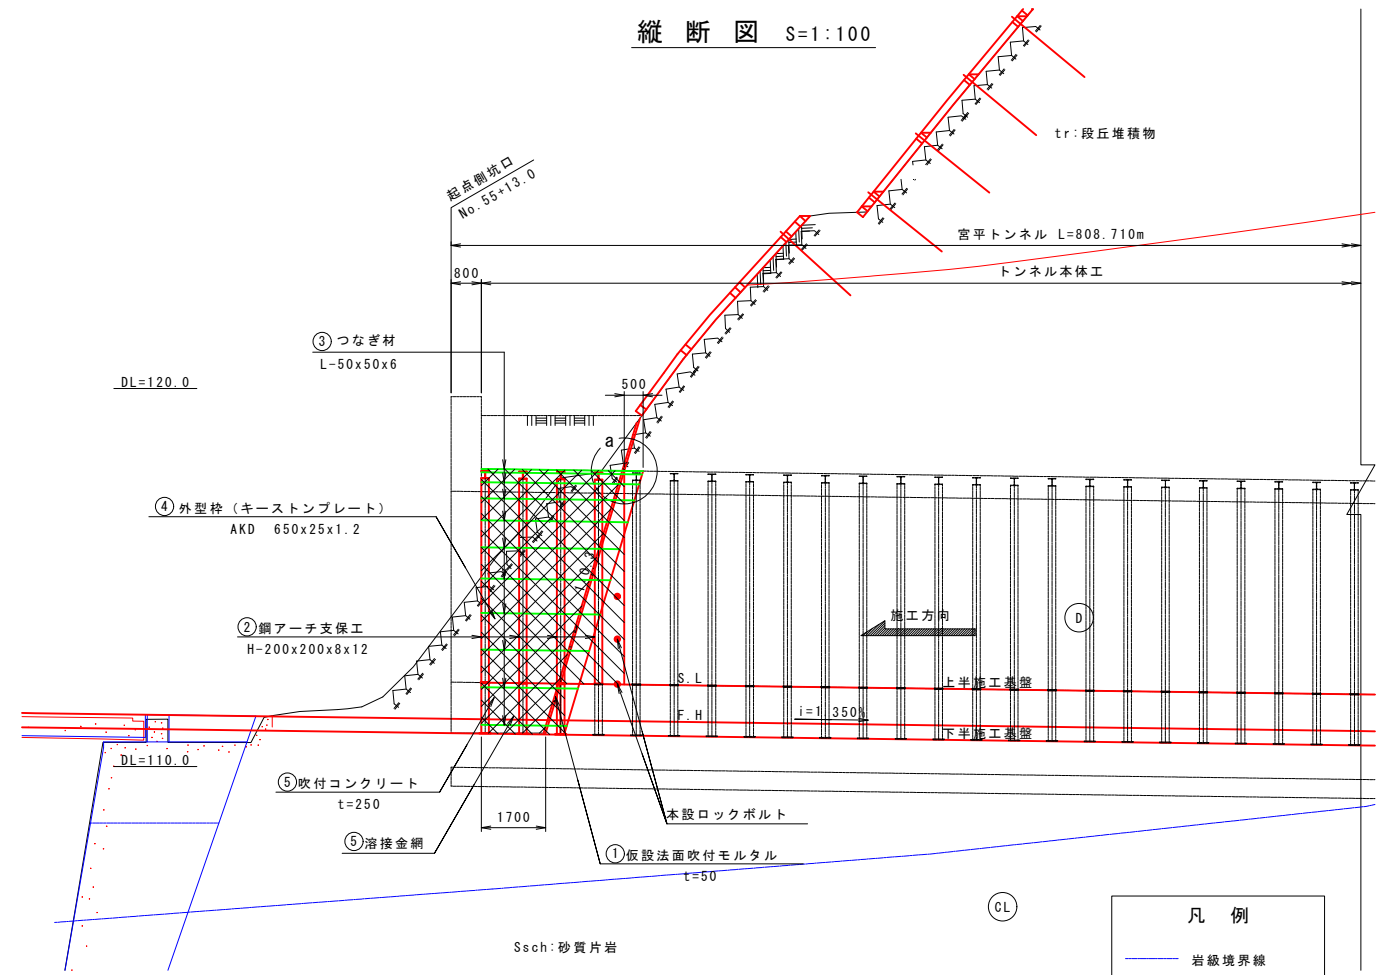 縦断図 S=1:100
tr:段丘堆積物
起点側坑口
No.55+13.0
宮平トンネル L=808.710m
800
トンネル本体工
③ つなぎ材
L-50x50x6
DL=120.0
500
a
④ 外型枠 (キーストンプレート)
AKD 650x25x1.2
施工方向
D
② 鋼アーチ支保工
H-200x200x8x12
S.L
上半施工基盤
F.H
i=1.350%
下半施工基盤
DL=110.0
⑤ 吹付コンクリート
t=250
1700
本設ロックボルト
⑤ 溶接金網
① 仮設法面吹付モルタル
t=50
CL
凡例
Ssch:砂質片岩
岩級境界線